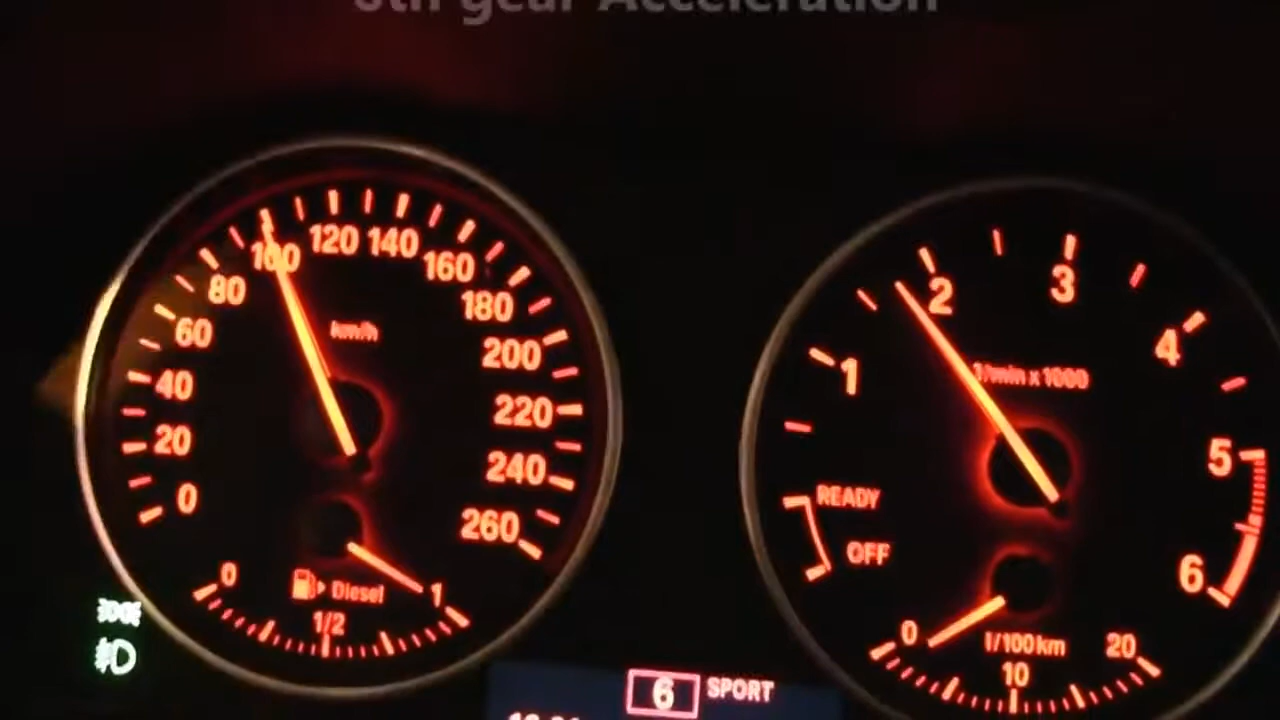 6th gear Acceleration
0 20 40 60 80 100 120 140 160 180 200 220 240 260
km/h
0 1/2 1
Diesel
1 2 3 4 5 6
1/min x 1000
READY
OFF
0 10 20
l/100km
6 SPORT